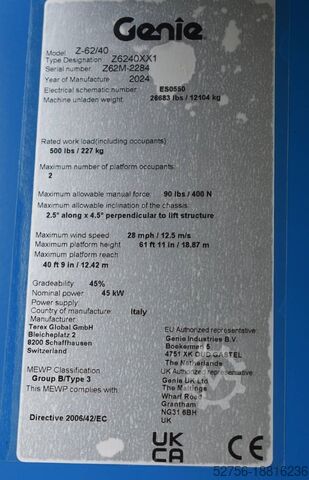 Genie
Model: Z-62/40
Type Designation Z6240XX1
Serial number: Z62M-2284
Year of Manufacture 2024
Electrical schematic number: ES0550
Machine unladen weight: 26683 lbs / 12104 kg
Rated work load(including occupants)
500 lbs / 227 kg
Maximum number of platform occupants:
2
Maximum allowable manual force: 90 lbs / 400 N
Maximum allowable inclination of the chassis:
2.5° along x 4.5° perpendicular to lift structure
Maximum wind speed 28 mph / 12.5 m/s
Maximum platform height 61 ft 11 in / 18.87 m
Maximum platform reach
40 ft 9 in / 12.42 m
Gradeability 45%
Nominal power 45 kW
Power supply
Country of manufacture: Italy
Manufacturer:
Terex Global GmbH
Bleicheplatz 2
8200 Schaffhausen
Switzerland
EU Authorized representative:
Genie Industries B.V.
Boekerman 5
4751 XK OUD GASTEL
The Netherlands
MEWP Classification
Group B/Type 3
This MEWP complies with
UK Authorized representative:
Genie UK Ltd
The Maltings
Wharf Road
Grantham
NG31 6BH
UK
Directive 2006/42/EC
UK
CA
CE
52756-18816236